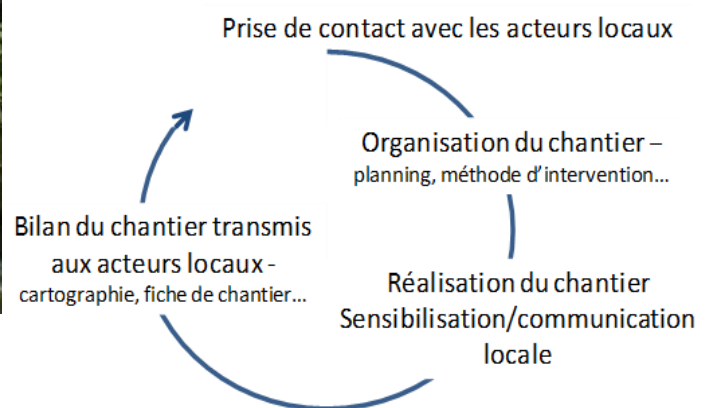 Prise de contact avec les acteurs locaux
Organisation du chantier –
planning, méthode d'intervention…
Réalisation du chantier
Sensibilisation/communication
locale
Bilan du chantier transmis
aux acteurs locaux -
cartographie, fiche de chantier…